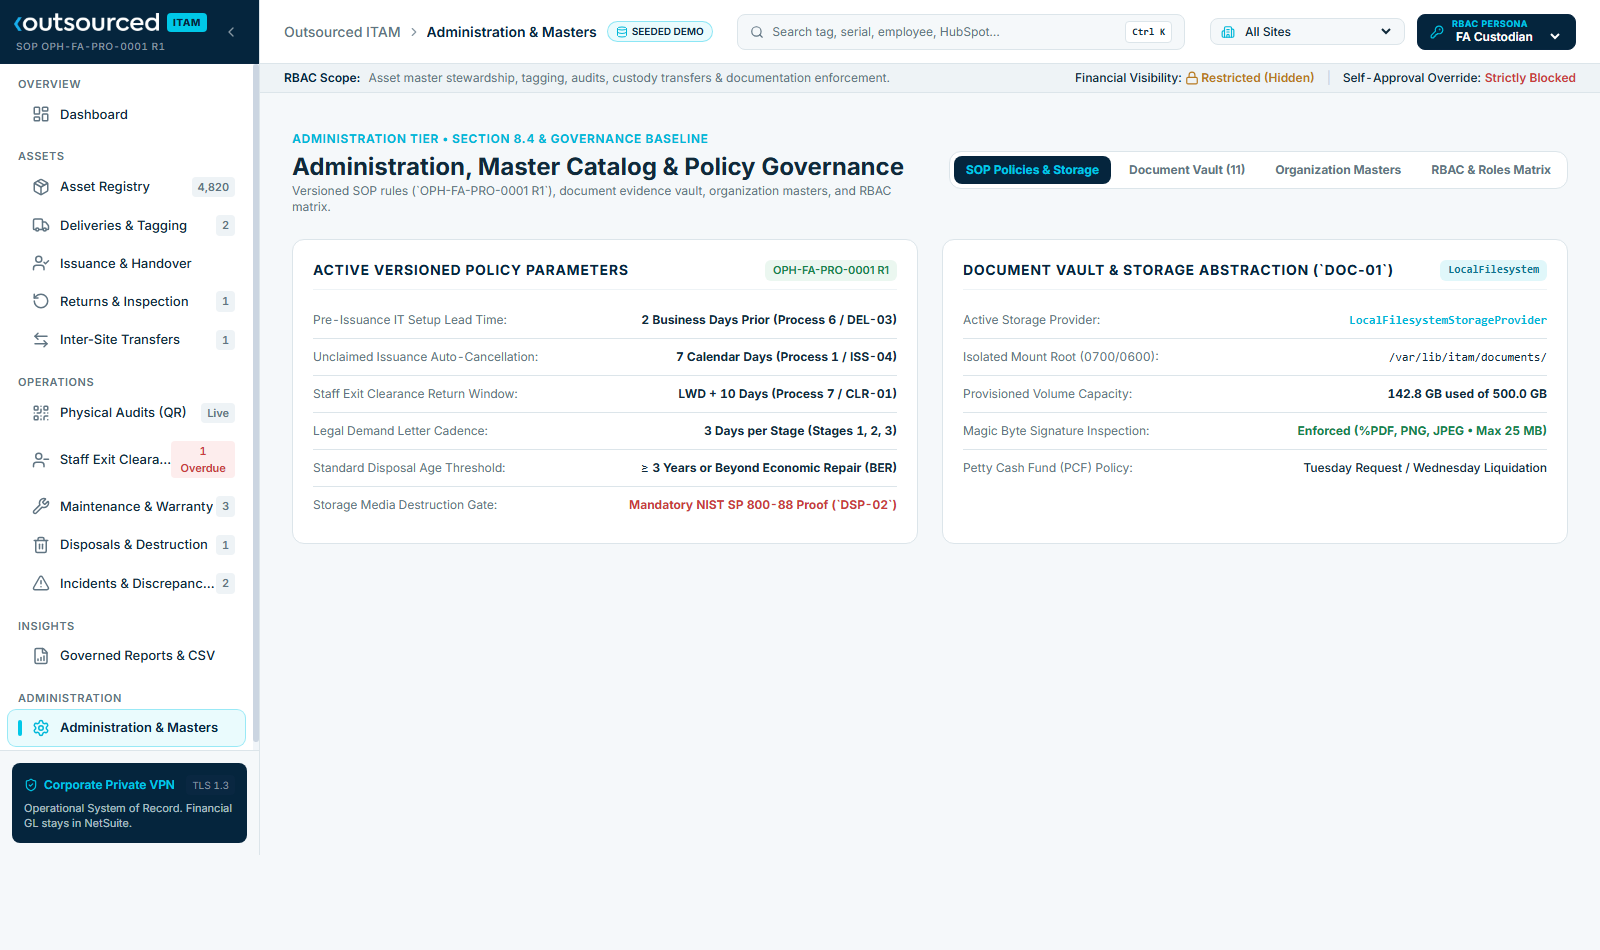 outsourced ITAM
SOP OPH-FA-PRO-0001 R1
OVERVIEW
Dashboard
ASSETS
Asset Registry 4,820
Deliveries & Tagging 2
Issuance & Handover
Returns & Inspection 1
Inter-Site Transfers 1
OPERATIONS
Physical Audits (QR) Live
Staff Exit Cleara... 1 Overdue
Maintenance & Warranty 3
Disposals & Destruction 1
Incidents & Discrepanc... 2
INSIGHTS
Governed Reports & CSV
ADMINISTRATION
Administration & Masters
Corporate Private VPN TLS 1.3
Operational System of Record. Financial
GL stays in NetSuite.
Outsourced ITAM > Administration & Masters SEEDED DEMO
Search tag, serial, employee, HubSpot... Ctrl K
All Sites
RBAC PERSONA
FA Custodian
RBAC Scope: Asset master stewardship, tagging, audits, custody transfers & documentation enforcement.
Financial Visibility: Restricted (Hidden) | Self-Approval Override: Strictly Blocked
ADMINISTRATION TIER • SECTION 8.4 & GOVERNANCE BASELINE
Administration, Master Catalog & Policy Governance
Versioned SOP rules (`OPH-FA-PRO-0001 R1`), document evidence vault, organization masters, and RBAC
matrix.
SOP Policies & Storage Document Vault (11) Organization Masters RBAC & Roles Matrix
ACTIVE VERSIONED POLICY PARAMETERS OPH-FA-PRO-0001 R1
Pre-Issuance IT Setup Lead Time: 2 Business Days Prior (Process 6 / DEL-03)
Unclaimed Issuance Auto-Cancellation: 7 Calendar Days (Process 1 / ISS-04)
Staff Exit Clearance Return Window: LWD + 10 Days (Process 7 / CLR-01)
Legal Demand Letter Cadence: 3 Days per Stage (Stages 1, 2, 3)
Standard Disposal Age Threshold: ≥ 3 Years or Beyond Economic Repair (BER)
Storage Media Destruction Gate: Mandatory NIST SP 800-88 Proof (`DSP-02`)
DOCUMENT VAULT & STORAGE ABSTRACTION (`DOC-01`) LocalFilesystem
Active Storage Provider: LocalFilesystemStorageProvider
Isolated Mount Root (0700/0600): /var/lib/itam/documents/
Provisioned Volume Capacity: 142.8 GB used of 500.0 GB
Magic Byte Signature Inspection: Enforced (%PDF, PNG, JPEG • Max 25 MB)
Petty Cash Fund (PCF) Policy: Tuesday Request / Wednesday Liquidation